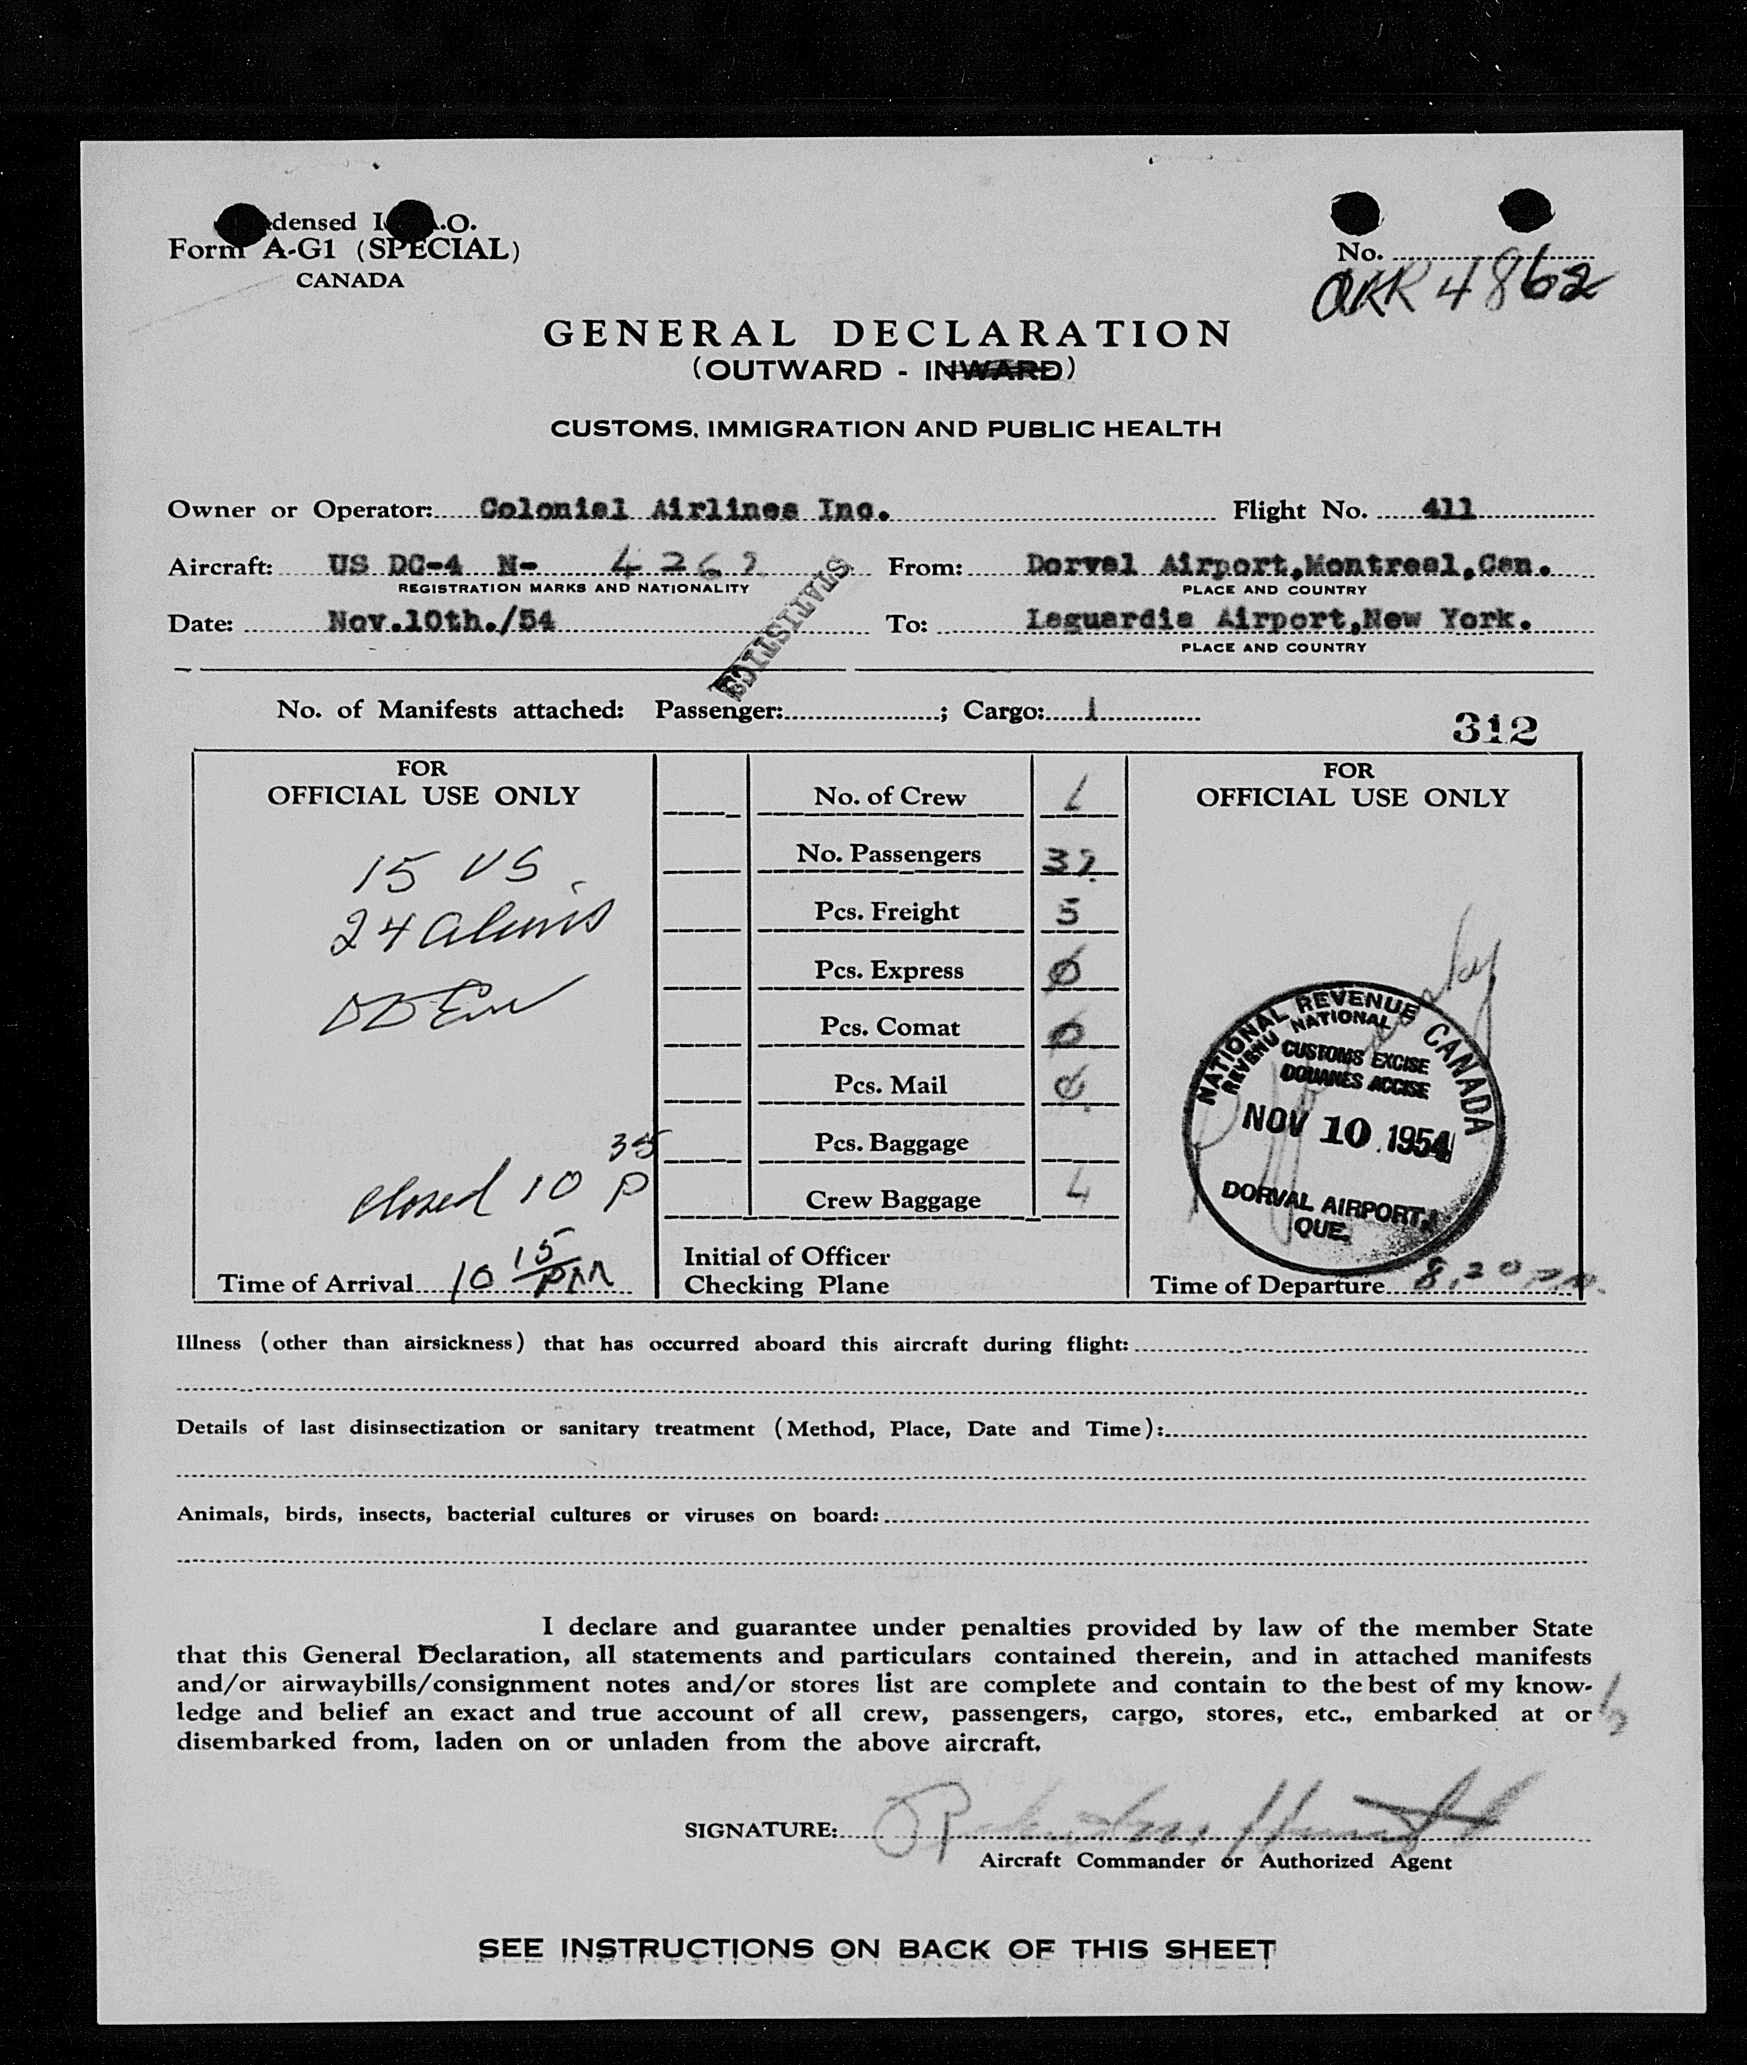 densed I .O.
Form A-G1 (SPECIAL)
CANADA
No.
4862
GENERAL DECLARATION
(OUTWARD - INWARD)
CUSTOMS, IMMIGRATION AND PUBLIC HEALTH
Owner or Operator: Colonial Airlines Inc. Flight No. 411
Aircraft: US DC-4 N- 426 From: Dorval Airport,Montreal,Can.
REGISTRATION MARKS AND NATIONALITY PLACE AND COUNTRY
STATISTICS
Date: Nov.10th./54 To: Laguardia Airport,New York.
PLACE AND COUNTRY
No. of Manifests attached: Passenger: ; Cargo: 1
312
FOR
OFFICIAL USE ONLY
15 US
24 aliens
closed 10 35 P
Time of Arrival 10 15 PM
No. of Crew
No. Passengers 39
Pcs. Freight 5
Pcs. Express 0
Pcs. Comat 0
Pcs. Mail 0
Pcs. Baggage
Crew Baggage 4
Initial of Officer
Checking Plane
FOR
OFFICIAL USE ONLY
NATIONAL REVENUE CANADA
REVENU NATIONAL
CUSTOMS EXCISE
DOUANES ACCISE
NOV 10 1954
DORVAL AIRPORT,
QUE.
Time of Departure 8.20 P.M.
Illness (other than airsickness) that has occurred aboard this aircraft during flight:
Details of last disinsectization or sanitary treatment (Method, Place, Date and Time):
Animals, birds, insects, bacterial cultures or viruses on board:
I declare and guarantee under penalties provided by law of the member State
that this General Declaration, all statements and particulars contained therein, and in attached manifests
and/or airwaybills/consignment notes and/or stores list are complete and contain to the best of my know-
ledge and belief an exact and true account of all crew, passengers, cargo, stores, etc., embarked at or
disembarked from, laden on or unladen from the above aircraft.
SIGNATURE:
Aircraft Commander or Authorized Agent
SEE INSTRUCTIONS ON BACK OF THIS SHEET